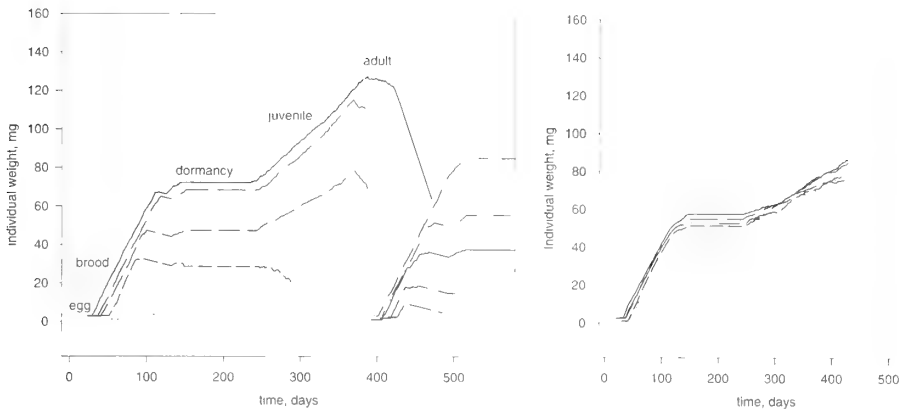 160
140
120
100
80
60
40
20
0
Individual weight, mg
egg
brood
dormancy
juvenile
adult
0 100 200 300 400 500
time, days
160
140
120
100
80
60
40
20
0
Individual weight, mg
0 100 200 300 400 500
time, days